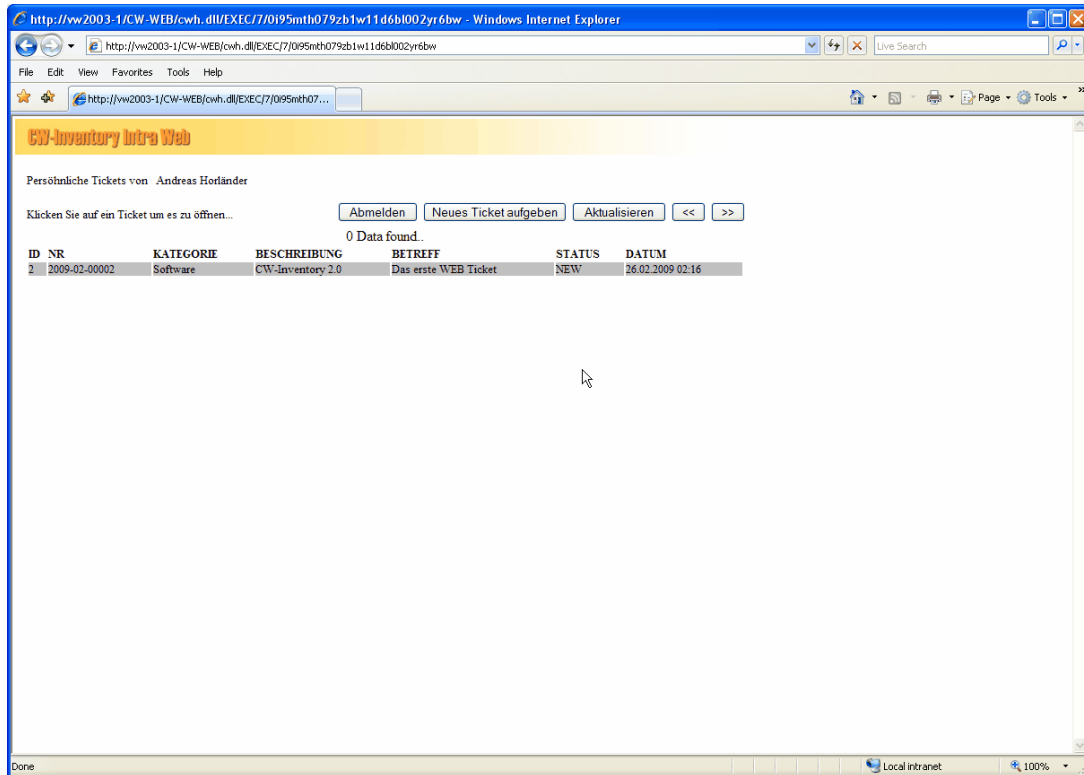 http://vw2003-1/CW-WEB/cwh.dll/EXEC/7/0i95mth079zb1w11d6bl002yr6bw - Windows Internet Explorer
http://vw2003-1/CW-WEB/cwh.dll/EXEC/7/0i95mth079zb1w11d6bl002yr6bw Live Search
File Edit View Favorites Tools Help
http://vw2003-1/CW-WEB/cwh.dll/EXEC/7/0i95mth07... Page Tools »
CW-Inventory Intra Web
Persöhnliche Tickets von Andreas Horländer
Klicken Sie auf ein Ticket um es zu öffnen... Abmelden Neues Ticket aufgeben Aktualisieren << >>
0 Data found..
ID NR KATEGORIE BESCHREIBUNG BETREFF STATUS DATUM
2 2009-02-00002 Software CW-Inventory 2.0 Das erste WEB Ticket NEW 26.02.2009 02:16
Done Local intranet 100%